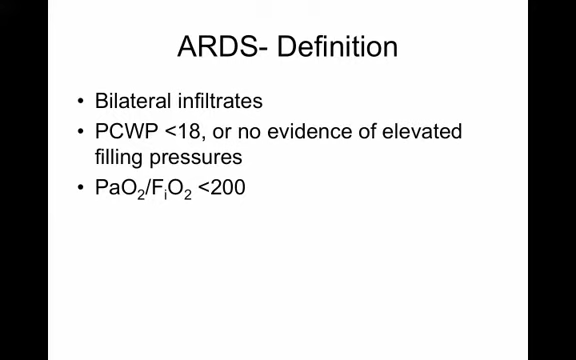 ARDS- Definition
• Bilateral infiltrates
• PCWP <18, or no evidence of elevated
filling pressures
• PaO₂/FᵢO₂ <200